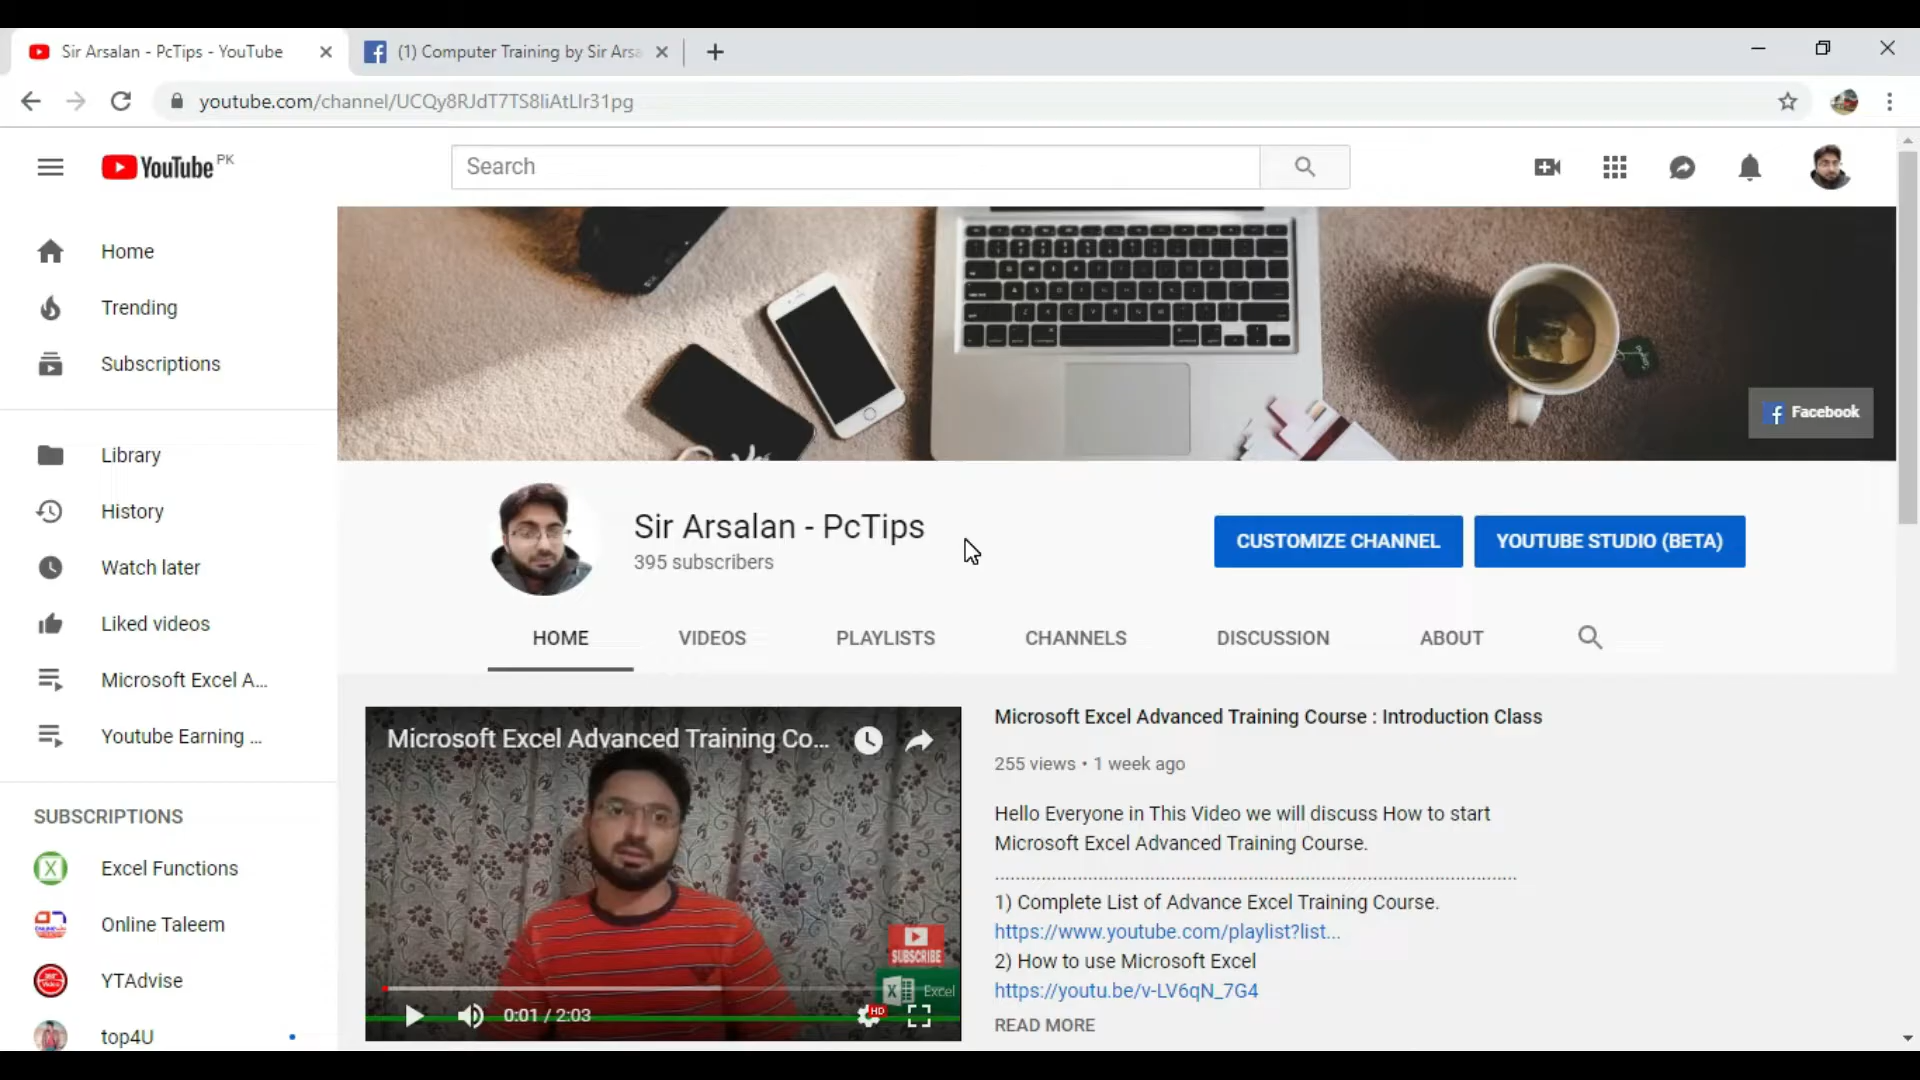 Sir Arsalan - PcTips - YouTube
(1) Computer Training by Sir Arsa
youtube.com/channel/UCQy8RJdT7TS8liAtLlr31pg
YouTube PK
Search
Home
Trending
Subscriptions
Library
History
Watch later
Liked videos
Microsoft Excel A...
Youtube Earning ...
SUBSCRIPTIONS
Excel Functions
Online Taleem
YTAdvise
top4U
Facebook
Sir Arsalan - PcTips
395 subscribers
CUSTOMIZE CHANNEL
YOUTUBE STUDIO (BETA)
HOME
VIDEOS
PLAYLISTS
CHANNELS
DISCUSSION
ABOUT
Microsoft Excel Advanced Training Co...
SUBSCRIBE
Excel
0:01 / 2:03
HD
Microsoft Excel Advanced Training Course : Introduction Class
255 views • 1 week ago
Hello Everyone in This Video we will discuss How to start
Microsoft Excel Advanced Training Course.
1) Complete List of Advance Excel Training Course.
https://www.youtube.com/playlist?list...
2) How to use Microsoft Excel
https://youtu.be/v-LV6qN_7G4
READ MORE